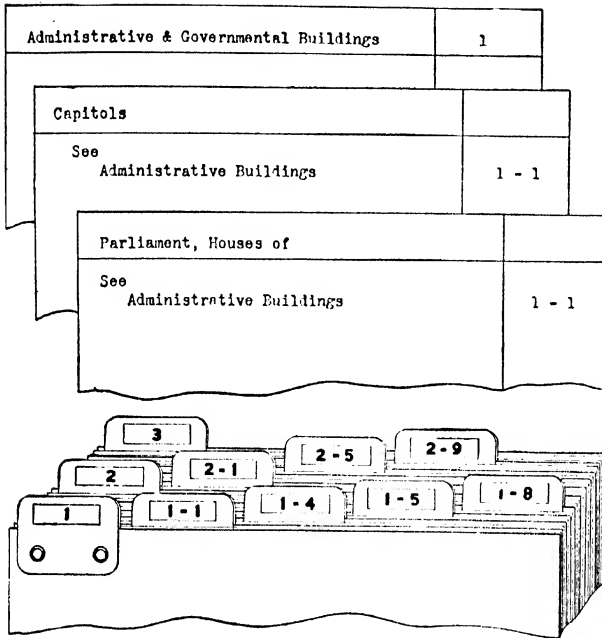 Administrative & Governmental Buildings 1
Capitols
See
Administrative Buildings 1 - 1
Parliament, Houses of
See
Administrative Buildings 1 - 1
3 2 - 5 2 - 9
2 2 - 1
1 1 - 1 1 - 4 1 - 5 1 - 8